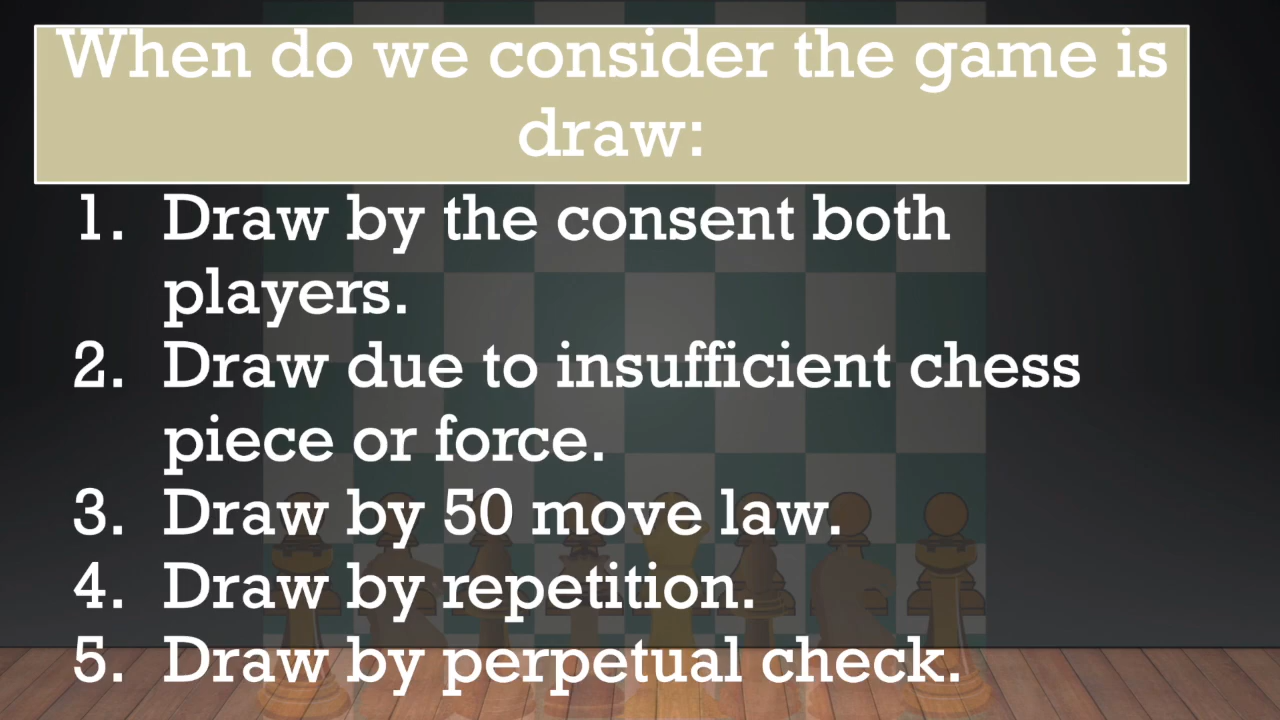 When do we consider the game is
draw:
1. Draw by the consent both
players.
2. Draw due to insufficient chess
piece or force.
3. Draw by 50 move law.
4. Draw by repetition.
5. Draw by perpetual check.